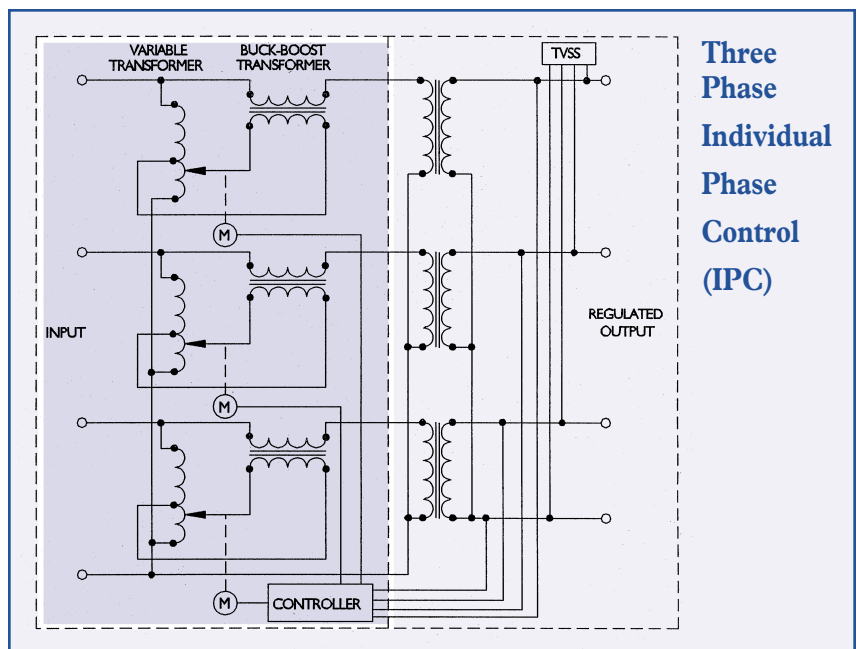 VARIABLE
TRANSFORMER
BUCK-BOOST
TRANSFORMER
TVSS
Three
Phase
Individual
Phase
Control
(IPC)
M
M
INPUT
REGULATED
OUTPUT
M
CONTROLLER